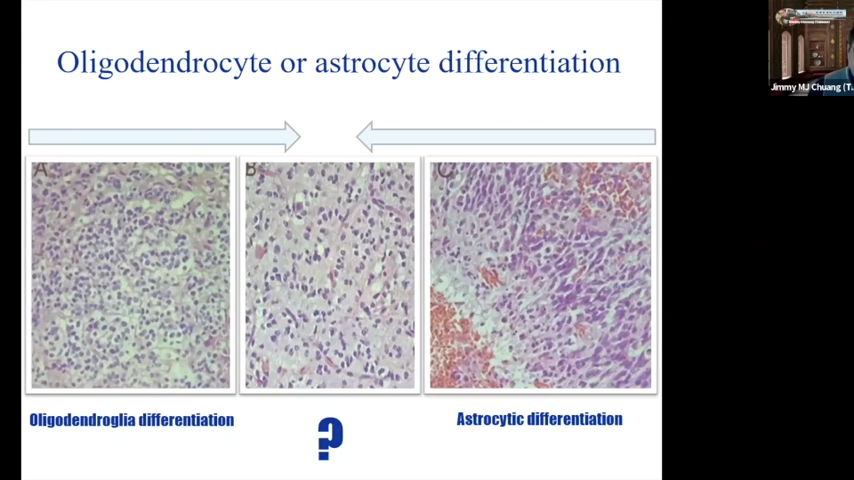 Oligodendrocyte or astrocyte differentiation
Jimmy MJ Chuang (T.
A
B
C
Oligodendroglia differentiation
?
Astrocytic differentiation